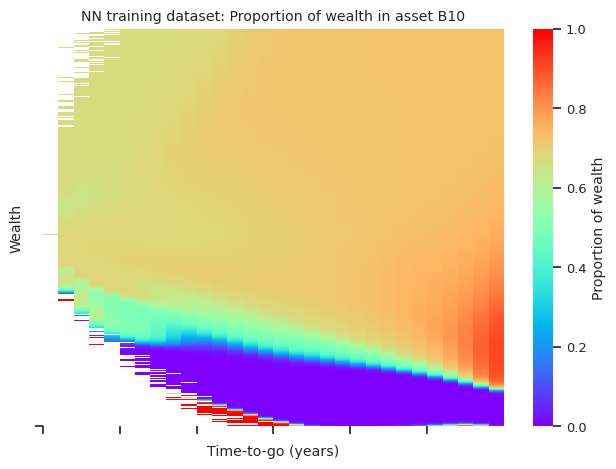 NN training dataset: Proportion of wealth in asset B10
Wealth
Time-to-go (years)
1.0
0.8
0.6
0.4
0.2
0.0
Proportion of wealth